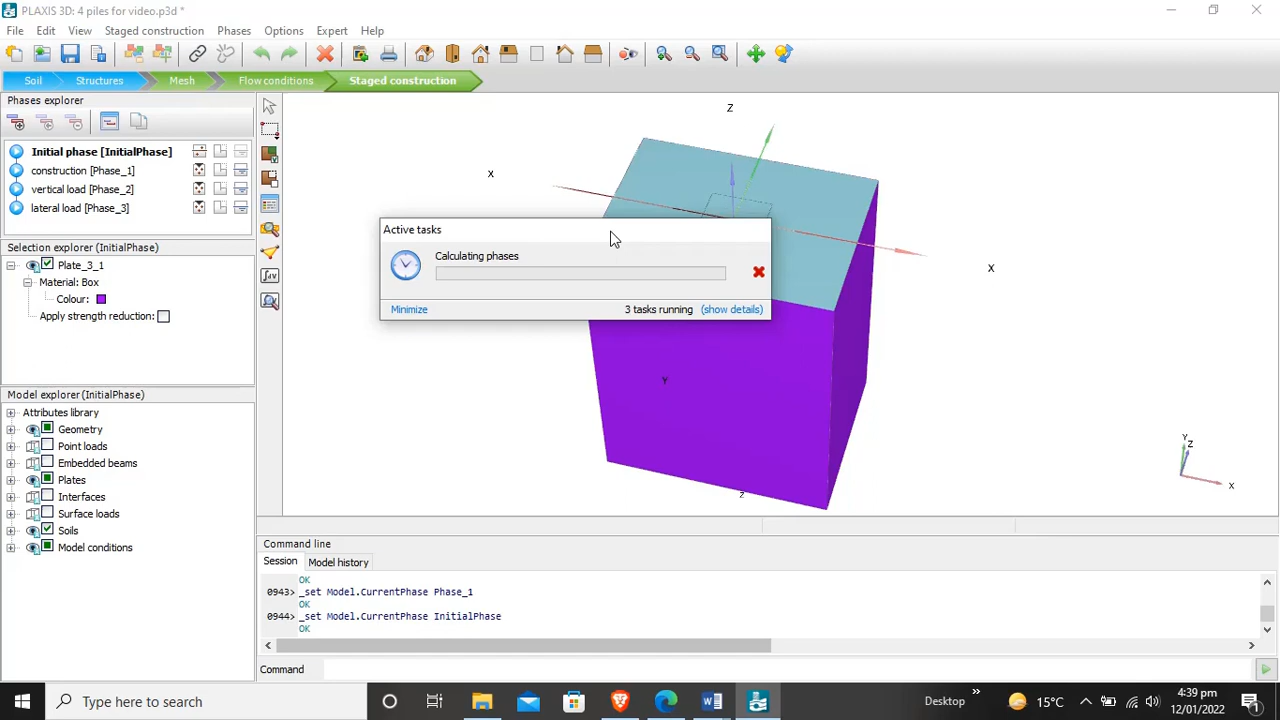 PLAXIS 3D: 4 piles for video.p3d *
File Edit View Staged construction Phases Options Expert Help
Soil Structures Mesh Flow conditions Staged construction
Phases explorer
Initial phase [InitialPhase]
construction [Phase_1]
vertical load [Phase_2]
lateral load [Phase_3]
Selection explorer (InitialPhase)
Plate_3_1
Material: Box
Colour:
Apply strength reduction:
Model explorer (InitialPhase)
Attributes library
Geometry
Point loads
Embedded beams
Plates
Interfaces
Surface loads
Soils
Model conditions
Z
X
X
Y
Z
Y
Z
X
Active tasks
Calculating phases
Minimize 3 tasks running (show details)
Command line
Session Model history
OK
0943> _set Model.CurrentPhase Phase_1
OK
0944> _set Model.CurrentPhase InitialPhase
OK
Command
Type here to search
Desktop
15°C
4:39 pm
12/01/2022
1